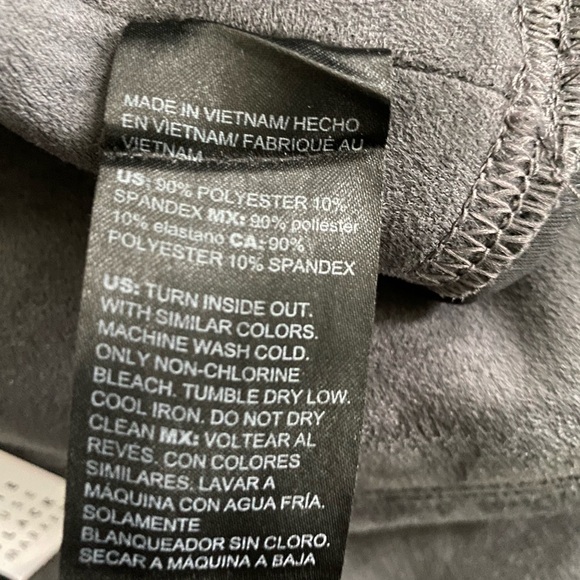 MADE IN VIETNAM/ HECHO
EN VIETNAM/ FABRIQUÉ AU
VIETNAM
US: 90% POLYESTER 10%
SPANDEX MX: 90% poliester
10% elastano CA: 90%
POLYESTER 10% SPANDEX
US: TURN INSIDE OUT.
WITH SIMILAR COLORS.
MACHINE WASH COLD.
ONLY NON-CHLORINE
BLEACH. TUMBLE DRY LOW.
COOL IRON. DO NOT DRY
CLEAN MX: VOLTEAR AL
REVÉS. CON COLORES
SIMILARES. LAVAR A
MÁQUINA CON AGUA FRÍA.
SOLAMENTE
BLANQUEADOR SIN CLORO.
SECAR A MÁQUINA A BAJA